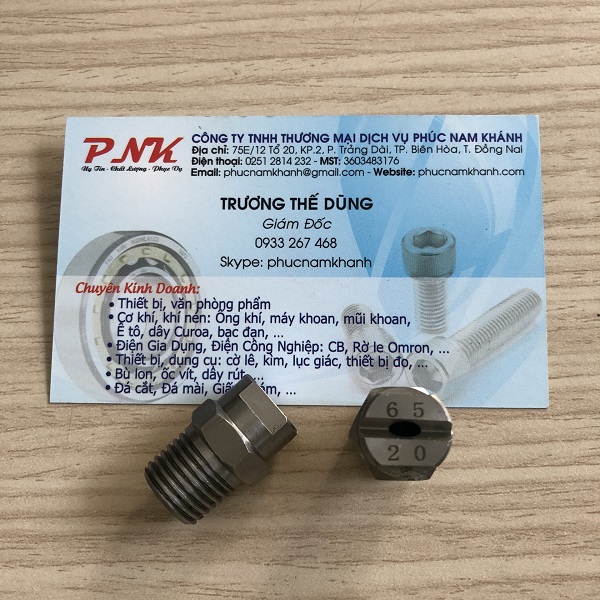 PNK
Uy Tín - Chất Lượng - Phục Vụ
CÔNG TY TNHH THƯƠNG MẠI DỊCH VỤ PHÚC NAM KHÁNH
Địa chỉ: 75E/12 Tổ 20, KP.2, P. Trảng Dài, TP. Biên Hòa, T. Đồng Nai
Điện thoại: 0251 2814 232 - MST: 3603483176
Email: phucnamkhanh@gmail.com - Website: phucnamkhanh.com
TRƯƠNG THẾ DŨNG
Giám Đốc
0933 267 468
Skype: phucnamkhanh
Chuyên Kinh Doanh:
• Thiết bị, văn phòng phẩm
• Cơ khí, khí nén: Ống khí, máy khoan, mũi khoan,
Ê tô, dây Curoa, bạc đạn, ...
• Điện Gia Dụng, Điện Công Nghiệp: CB, Rờ le Omron, ...
• Thiết bị, dụng cụ: cờ lê, kìm, lục giác, thiết bị đo, ...
• Bù lon, ốc vít, dây rút, ...
• Đá cắt, Đá mài, ...
65
20